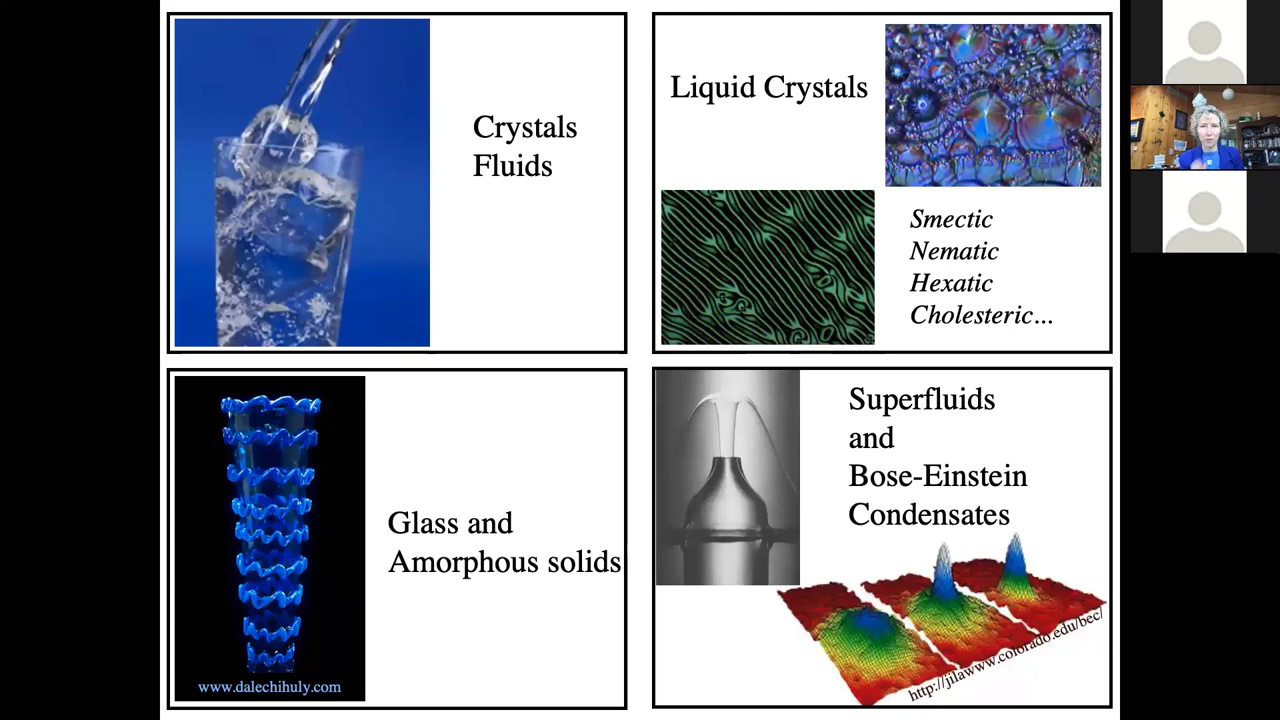 Crystals
Fluids
Liquid Crystals
Smectic
Nematic
Hexatic
Cholesteric...
Glass and
Amorphous solids
www.dalechihuly.com
Superfluids
and
Bose-Einstein
Condensates
http://jilawww.colorado.edu/bec/